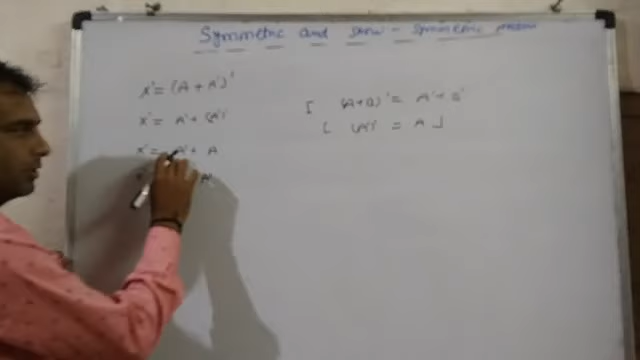 Symmetric and skew - symmetric matrix
x' = (A + A')'
x' = A' + (A')'
x' = A' + A
[ (A+B)' = A' + B'
[ (A')' = A ]